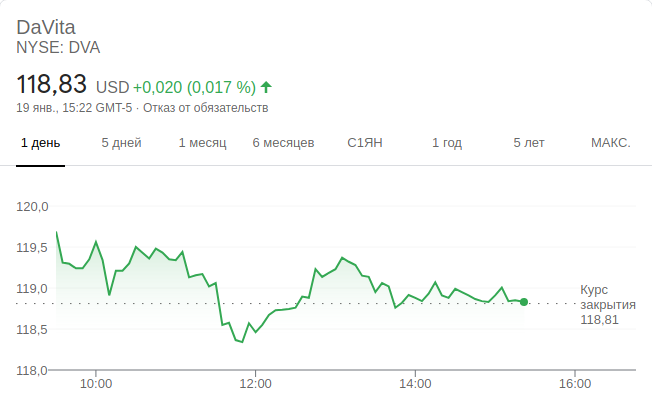 DaVita
NYSE: DVA
118,83 USD +0,020 (0,017 %)
19 янв., 15:22 GMT-5 · Отказ от обязательств
1 день 5 дней 1 месяц 6 месяцев С1ЯН 1 год 5 лет МАКС.
120,0
119,5
119,0
118,5
118,0
Курс
закрытия
118,81
10:00 12:00 14:00 16:00